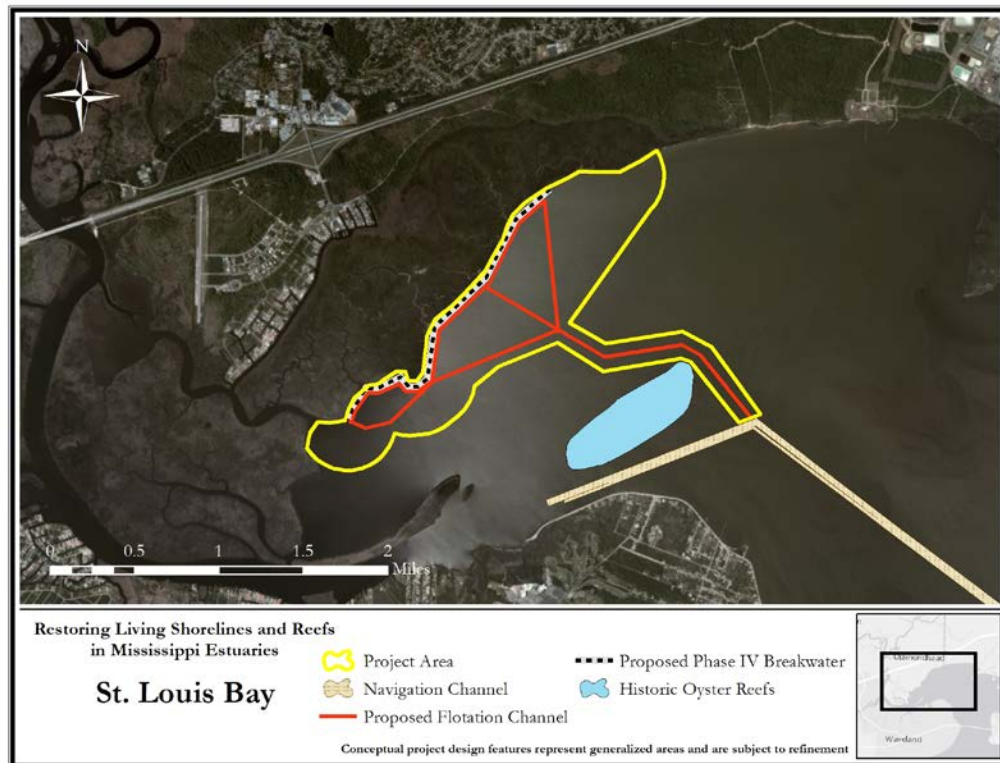 N
0 0.5 1 1.5 2
Miles
Restoring Living Shorelines and Reefs
in Mississippi Estuaries
St. Louis Bay
Project Area
Navigation Channel
Proposed Flotation Channel
Proposed Phase IV Breakwater
Historic Oyster Reefs
Conceptual project design features represent generalized areas and are subject to refinement
Diamondhead
Waveland